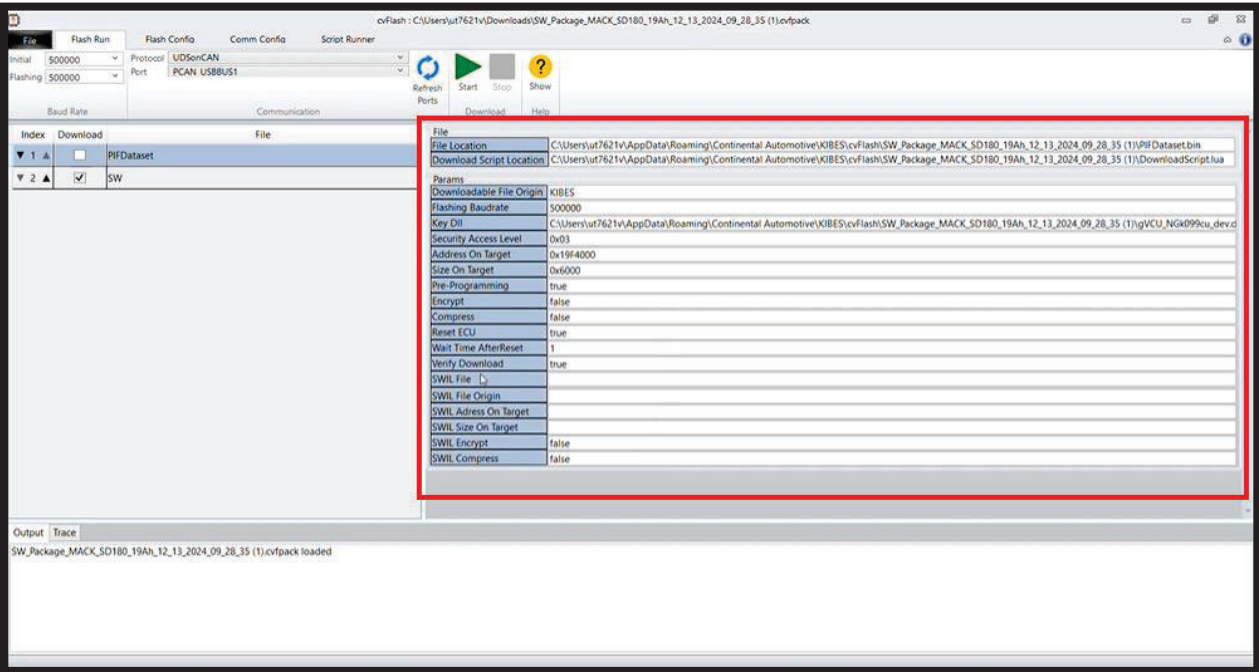 cvFlash : C:\Users\ut7621v\Downloads\SW_Package_MACK_SD180_19Ah_12_13_2024_09_28_35 (1).cvfpack
File Flash Run Flash Config Comm Config Script Runner
Initial 500000 Protocol UDSonCAN
Flashing 500000 Port PCAN_USBBUS1
Refresh Ports Start Stop Show
Baud Rate Communication Download Help
Index Download File
1 PIFDataset
2 SW
File
File Location C:\Users\ut7621v\AppData\Roaming\Continental Automotive\KIBES\cvFlash\SW_Package_MACK_SD180_19Ah_12_13_2024_09_28_35 (1)\PIFDataset.bin
Download Script Location C:\Users\ut7621v\AppData\Roaming\Continental Automotive\KIBES\cvFlash\SW_Package_MACK_SD180_19Ah_12_13_2024_09_28_35 (1)\DownloadScript.lua
Params
Downloadable File Origin KIBES
Flashing Baudrate 500000
Key Dll C:\Users\ut7621v\AppData\Roaming\Continental Automotive\KIBES\cvFlash\SW_Package_MACK_SD180_19Ah_12_13_2024_09_28_35 (1)\gVCU_NGk099cu_dev.d
Security Access Level 0x03
Address On Target 0x19F4000
Size On Target 0x6000
Pre-Programming true
Encrypt false
Compress false
Reset ECU true
Wait Time AfterReset 1
Verify Download true
SWIL File
SWIL File Origin
SWIL Adress On Target
SWIL Size On Target
SWIL Encrypt false
SWIL Compress false
Output Trace
SW_Package_MACK_SD180_19Ah_12_13_2024_09_28_35 (1).cvfpack loaded